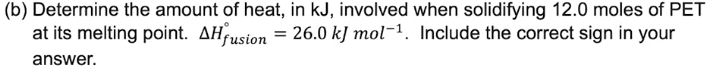 (b) Determine the amount of heat, in kJ, involved when solidifying 12.0 moles of PET
at its melting point. ΔH°fusion = 26.0 kJ mol⁻¹. Include the correct sign in your
answer.